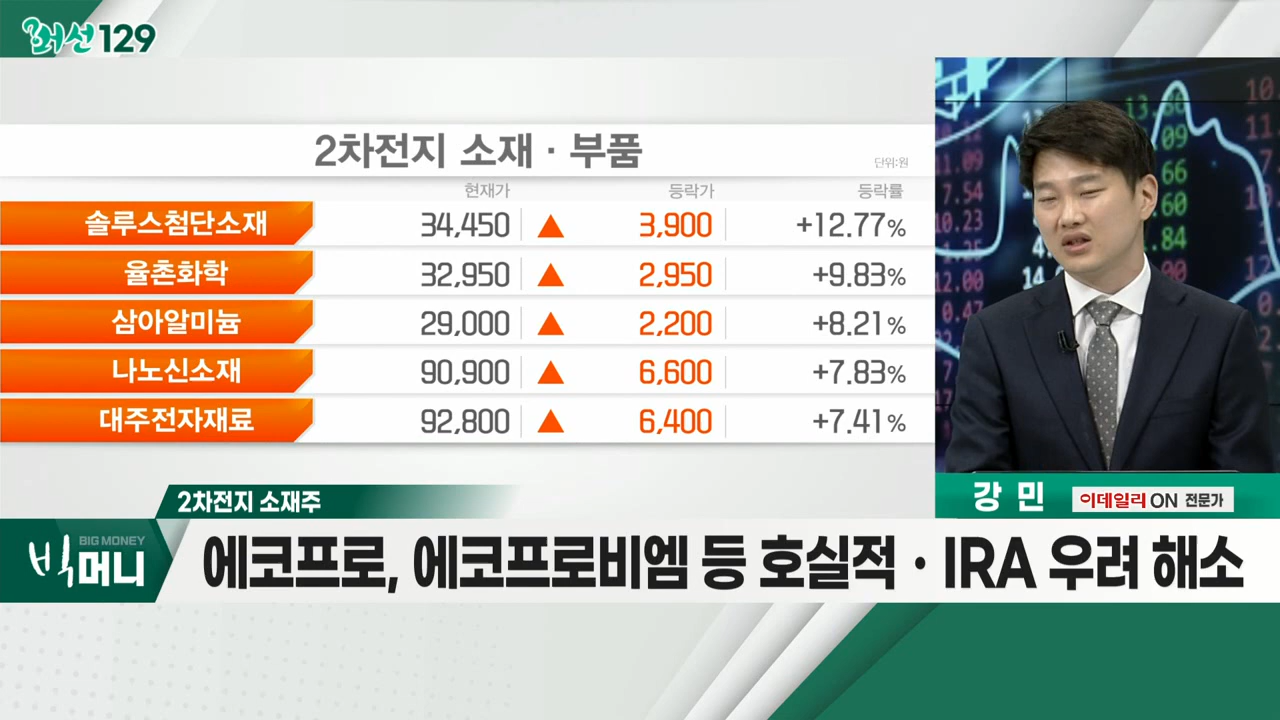 머선129
2차전지 소재 · 부품
단위:원
현재가 등락가 등락률
솔루스첨단소재 34,450 ▲ 3,900 +12.77%
율촌화학 32,950 ▲ 2,950 +9.83%
삼아알미늄 29,000 ▲ 2,200 +8.21%
나노신소재 90,900 ▲ 6,600 +7.83%
대주전자재료 92,800 ▲ 6,400 +7.41%
강 민 이데일리 ON 전문가
2차전지 소재주
BIG MONEY
빅머니
에코프로, 에코프로비엠 등 호실적 · IRA 우려 해소